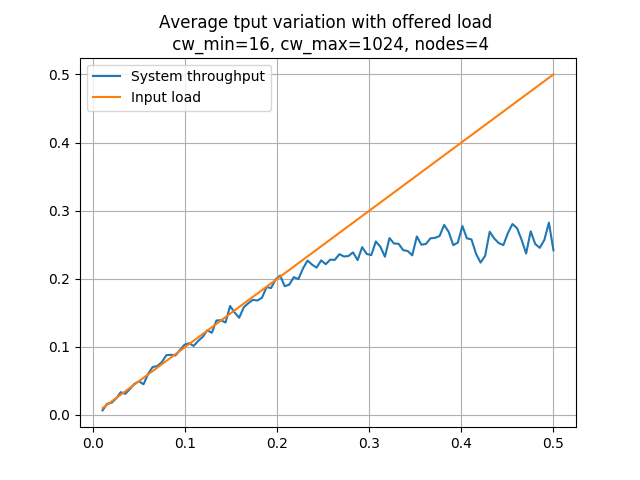 Average tput variation with offered load
cw_min=16, cw_max=1024, nodes=4
System throughput
Input load
0.5
0.4
0.3
0.2
0.1
0.0
0.0 0.1 0.2 0.3 0.4 0.5